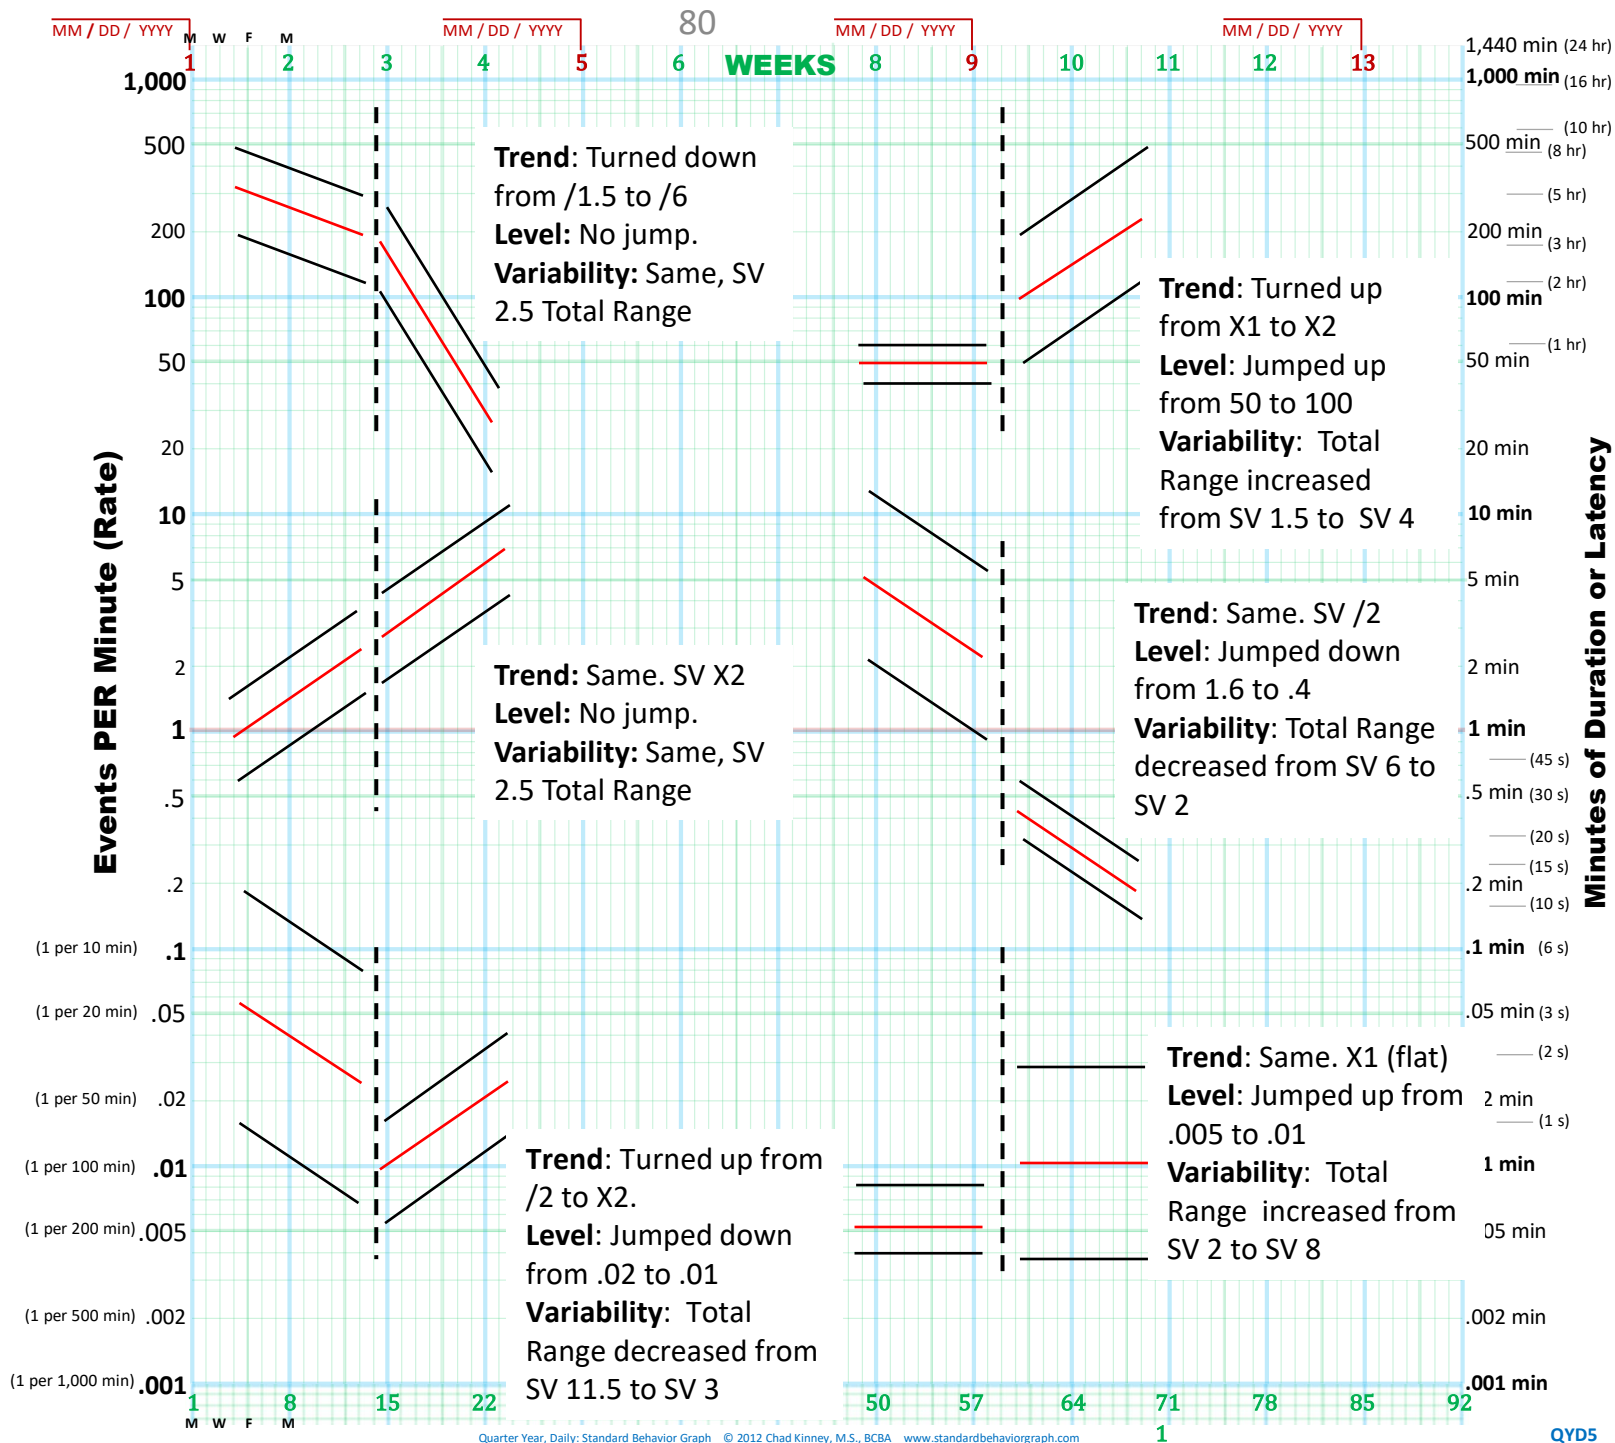 80
MM / DD / YYYY MM / DD / YYYY MM / DD / YYYY MM / DD / YYYY
M W F M
1 2 3 4 5 6 WEEKS 8 9 10 11 12 13
1,000
500
200
100
50
20
10
5
2
1
.5
.2
(1 per 10 min) .1
(1 per 20 min) .05
(1 per 50 min) .02
(1 per 100 min) .01
(1 per 200 min) .005
(1 per 500 min) .002
(1 per 1,000 min) .001
Events PER Minute (Rate)
Trend: Turned down
from /1.5 to /6
Level: No jump.
Variability: Same, SV
2.5 Total Range
Trend: Same. SV X2
Level: No jump.
Variability: Same, SV
2.5 Total Range
Trend: Turned up from
/2 to X2.
Level: Jumped down
from .02 to .01
Variability: Total
Range decreased from
SV 11.5 to SV 3
Trend: Turned up
from X1 to X2
Level: Jumped up
from 50 to 100
Variability: Total
Range increased
from SV 1.5 to SV 4
Trend: Same. SV /2
Level: Jumped down
from 1.6 to .4
Variability: Total Range
decreased from SV 6 to
SV 2
Trend: Same. X1 (flat)
Level: Jumped up from
.005 to .01
Variability: Total
Range increased from
SV 2 to SV 8
1,440 min (24 hr)
1,000 min (16 hr)
(10 hr)
500 min
(8 hr)
(5 hr)
200 min
(3 hr)
(2 hr)
100 min
(1 hr)
50 min
20 min
10 min
5 min
2 min
1 min
(45 s)
.5 min (30 s)
(20 s)
(15 s)
.2 min
(10 s)
.1 min (6 s)
.05 min (3 s)
(2 s)
2 min
(1 s)
1 min
05 min
.002 min
.001 min
Minutes of Duration or Latency
1 8 15 22 50 57 64 71 78 85 92
M W F M
1
Quarter Year, Daily: Standard Behavior Graph © 2012 Chad Kinney, M.S., BCBA www.standardbehaviorgraph.com
QYD5